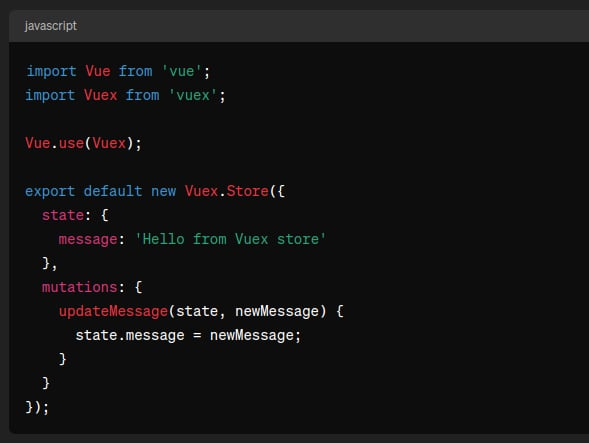 javascript
import Vue from 'vue';
import Vuex from 'vuex';
Vue.use(Vuex);
export default new Vuex.Store({
state: {
message: 'Hello from Vuex store'
},
mutations: {
updateMessage(state, newMessage) {
state.message = newMessage;
}
}
});